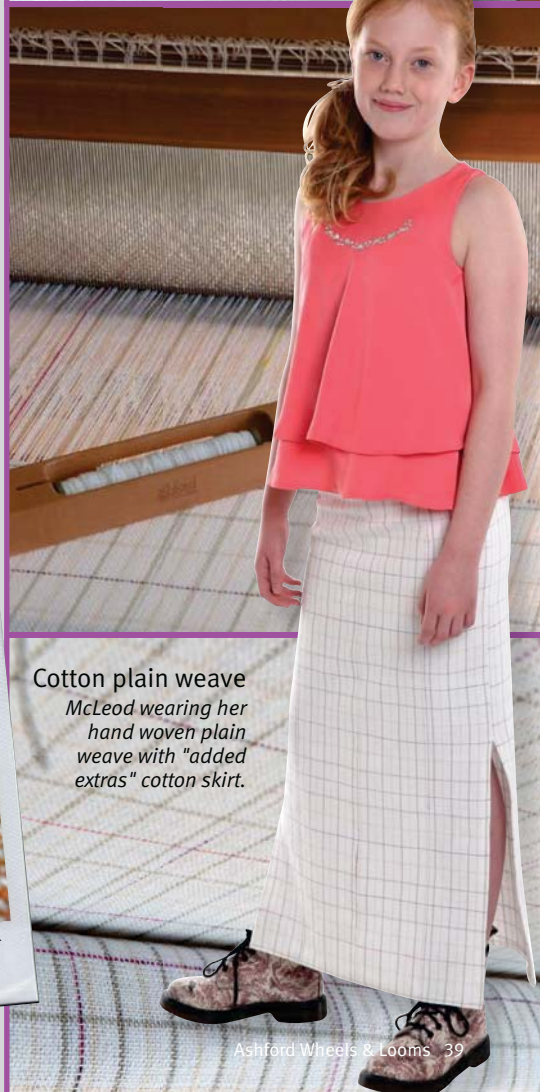 Cotton plain weave
McLeod wearing her
hand woven plain
weave with "added
extras" cotton skirt.
Ashford Wheels & Looms 39